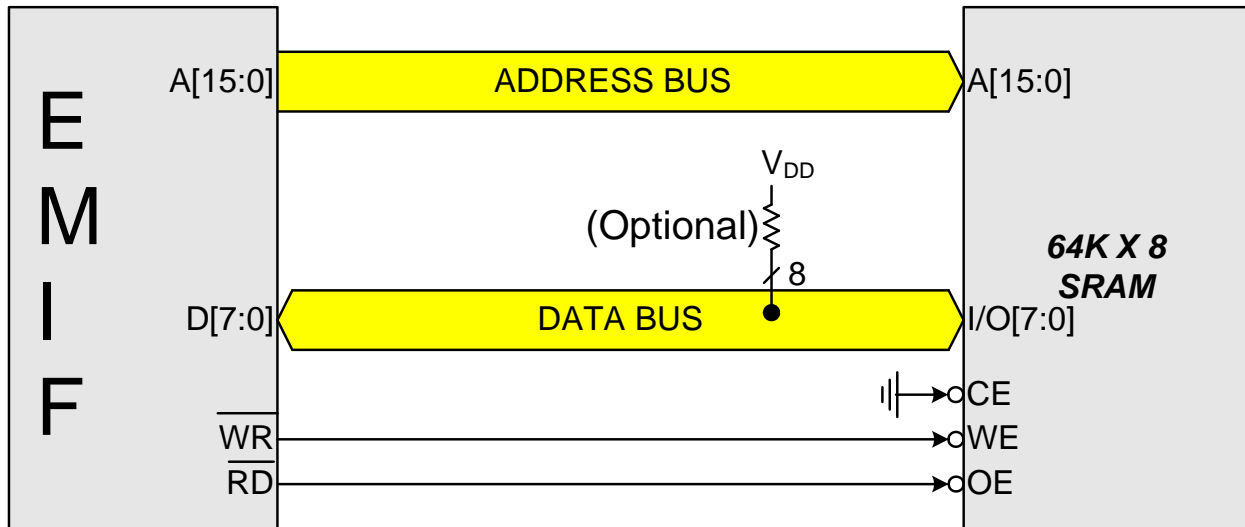 E
M
I
F
A[15:0]
ADDRESS BUS
A[15:0]
VDD
(Optional)
8
64K X 8
SRAM
D[7:0]
DATA BUS
I/O[7:0]
CE
WR
WE
RD
OE